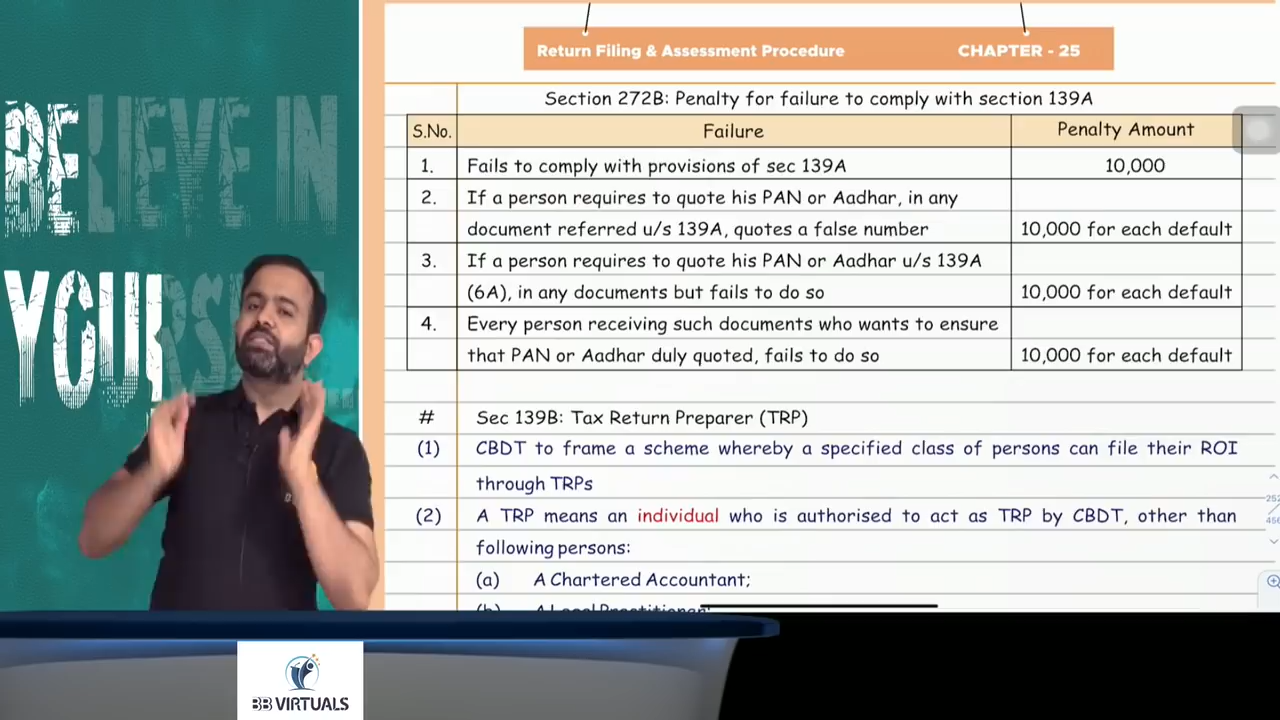 BELIEVE IN
YOURSELF...
Return Filing & Assessment Procedure CHAPTER - 25
Section 272B: Penalty for failure to comply with section 139A
S.No. Failure Penalty Amount
1. Fails to comply with provisions of sec 139A 10,000
2. If a person requires to quote his PAN or Aadhar, in any
document referred u/s 139A, quotes a false number 10,000 for each default
3. If a person requires to quote his PAN or Aadhar u/s 139A
(6A), in any documents but fails to do so 10,000 for each default
4. Every person receiving such documents who wants to ensure
that PAN or Aadhar duly quoted, fails to do so 10,000 for each default
# Sec 139B: Tax Return Preparer (TRP)
(1) CBDT to frame a scheme whereby a specified class of persons can file their ROI
through TRPs
252
(2) A TRP means an individual who is authorised to act as TRP by CBDT, other than
456
following persons:
(a) A Chartered Accountant;
(b) A Legal Practitioner;
BB VIRTUALS